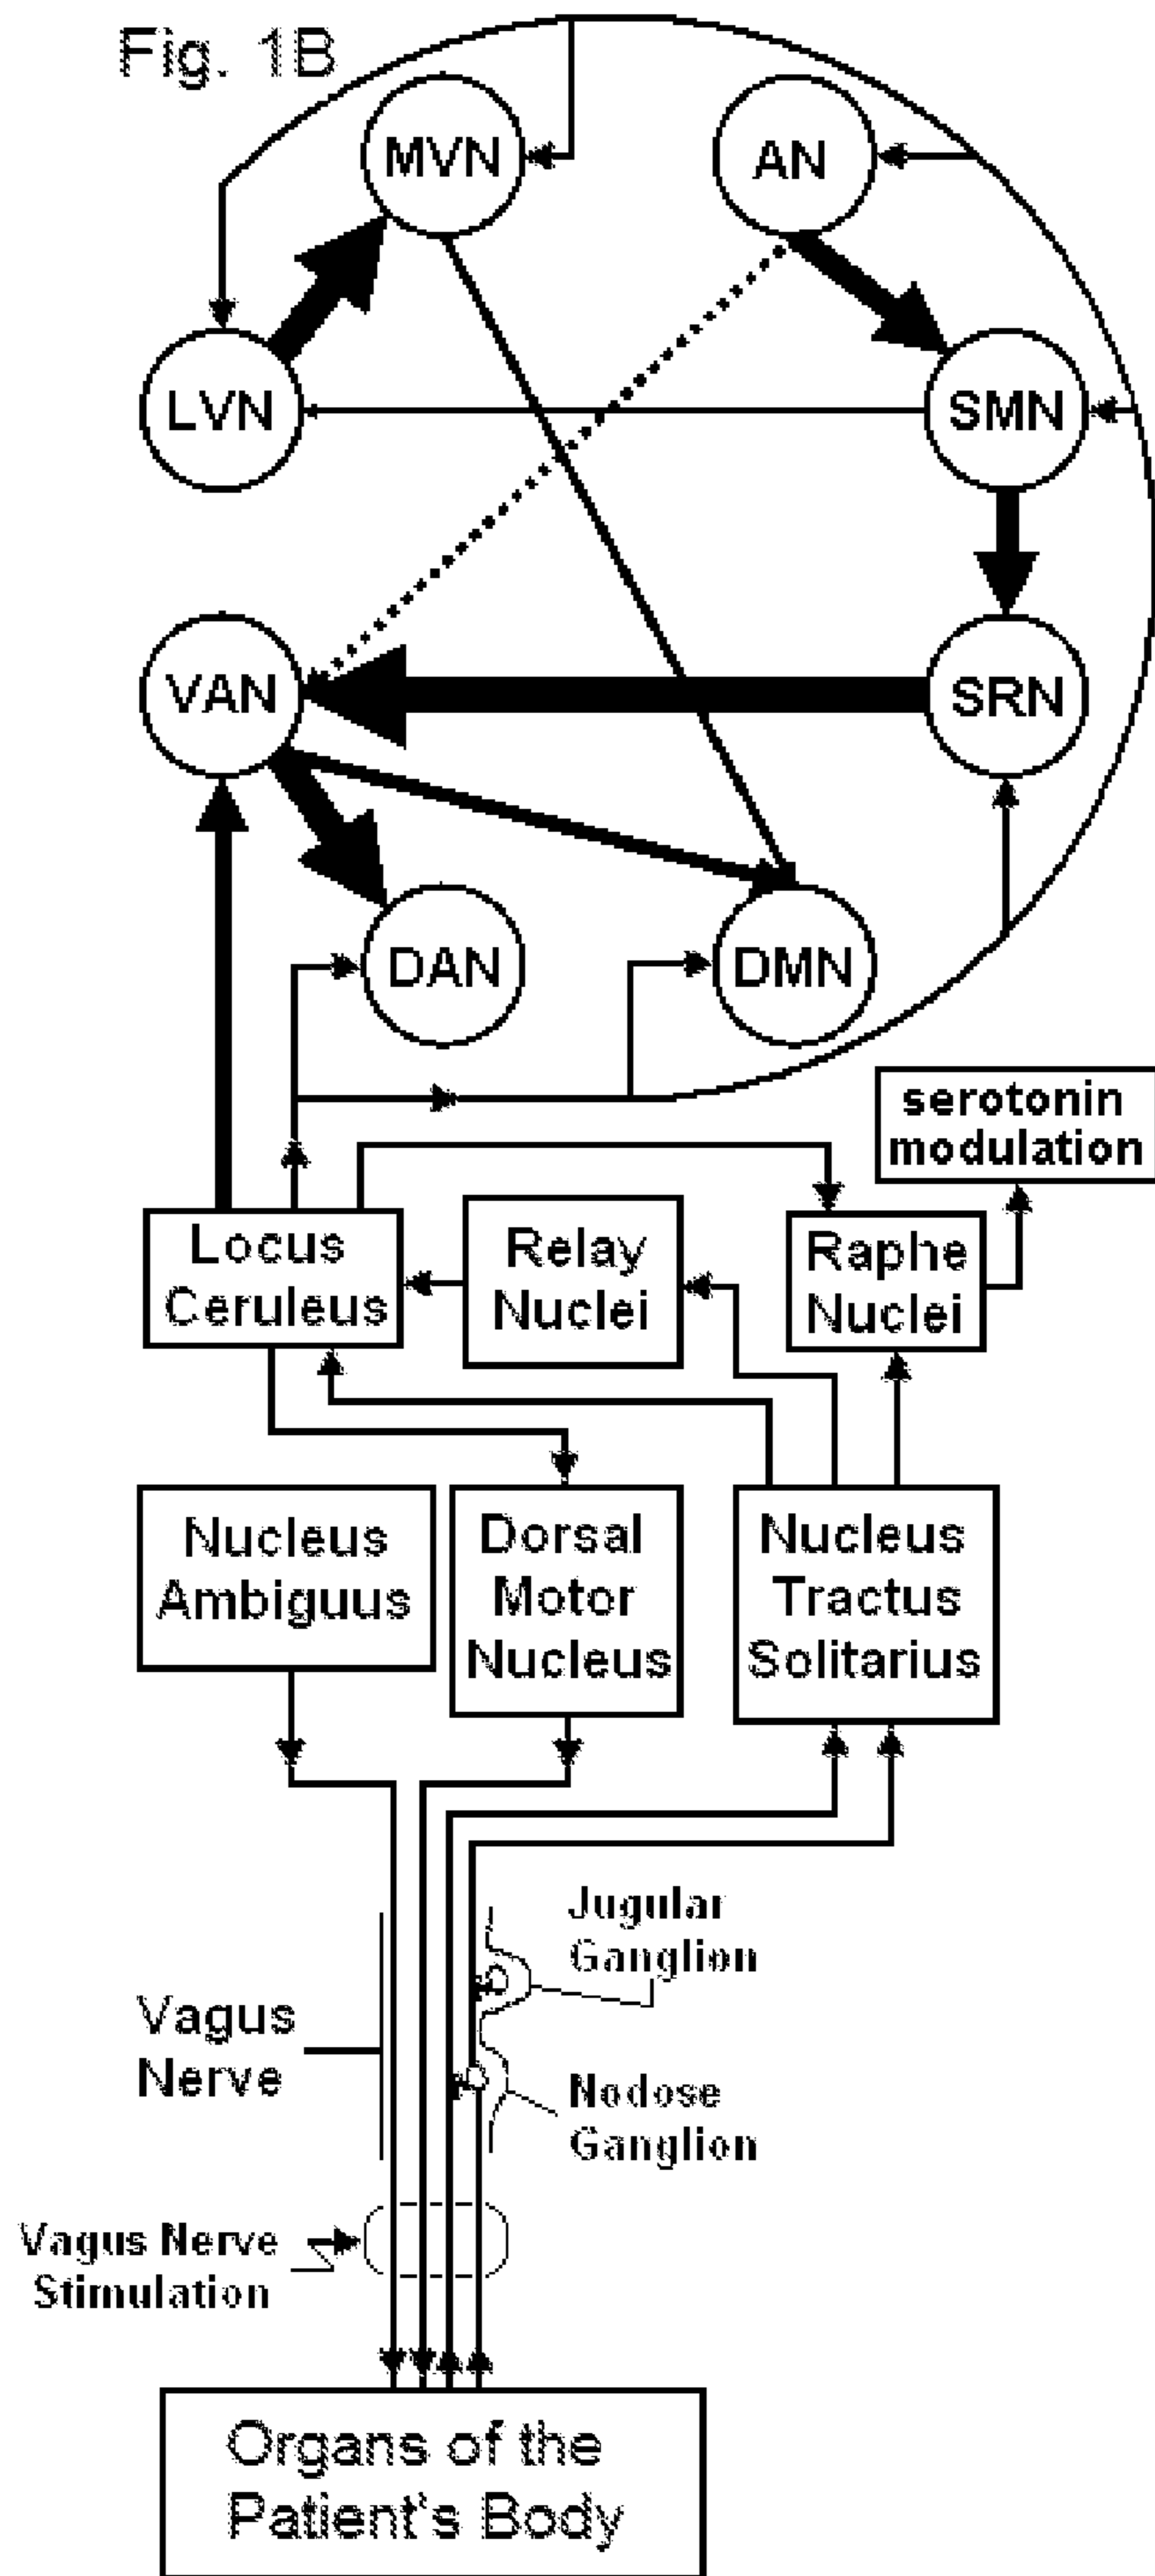 Fig. 1B
MVN
AN
LVN
SMN
VAN
SRN
DAN
DMN
serotonin
modulation
Locus
Ceruleus
Relay
Nuclei
Raphe
Nuclei
Nucleus
Ambiguus
Dorsal
Motor
Nucleus
Nucleus
Tractus
Solitarius
Jugular
Ganglion
Vagus
Nerve
Nodose
Ganglion
Vagus Nerve
Stimulation
Organs of the
Patient's Body